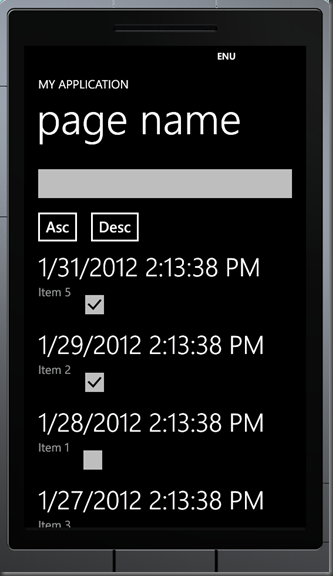 ENU
MY APPLICATION
page name
Asc Desc
1/31/2012 2:13:38 PM
Item 5
1/29/2012 2:13:38 PM
Item 2
1/28/2012 2:13:38 PM
Item 1
1/27/2012 2:13:38 PM
Item 3